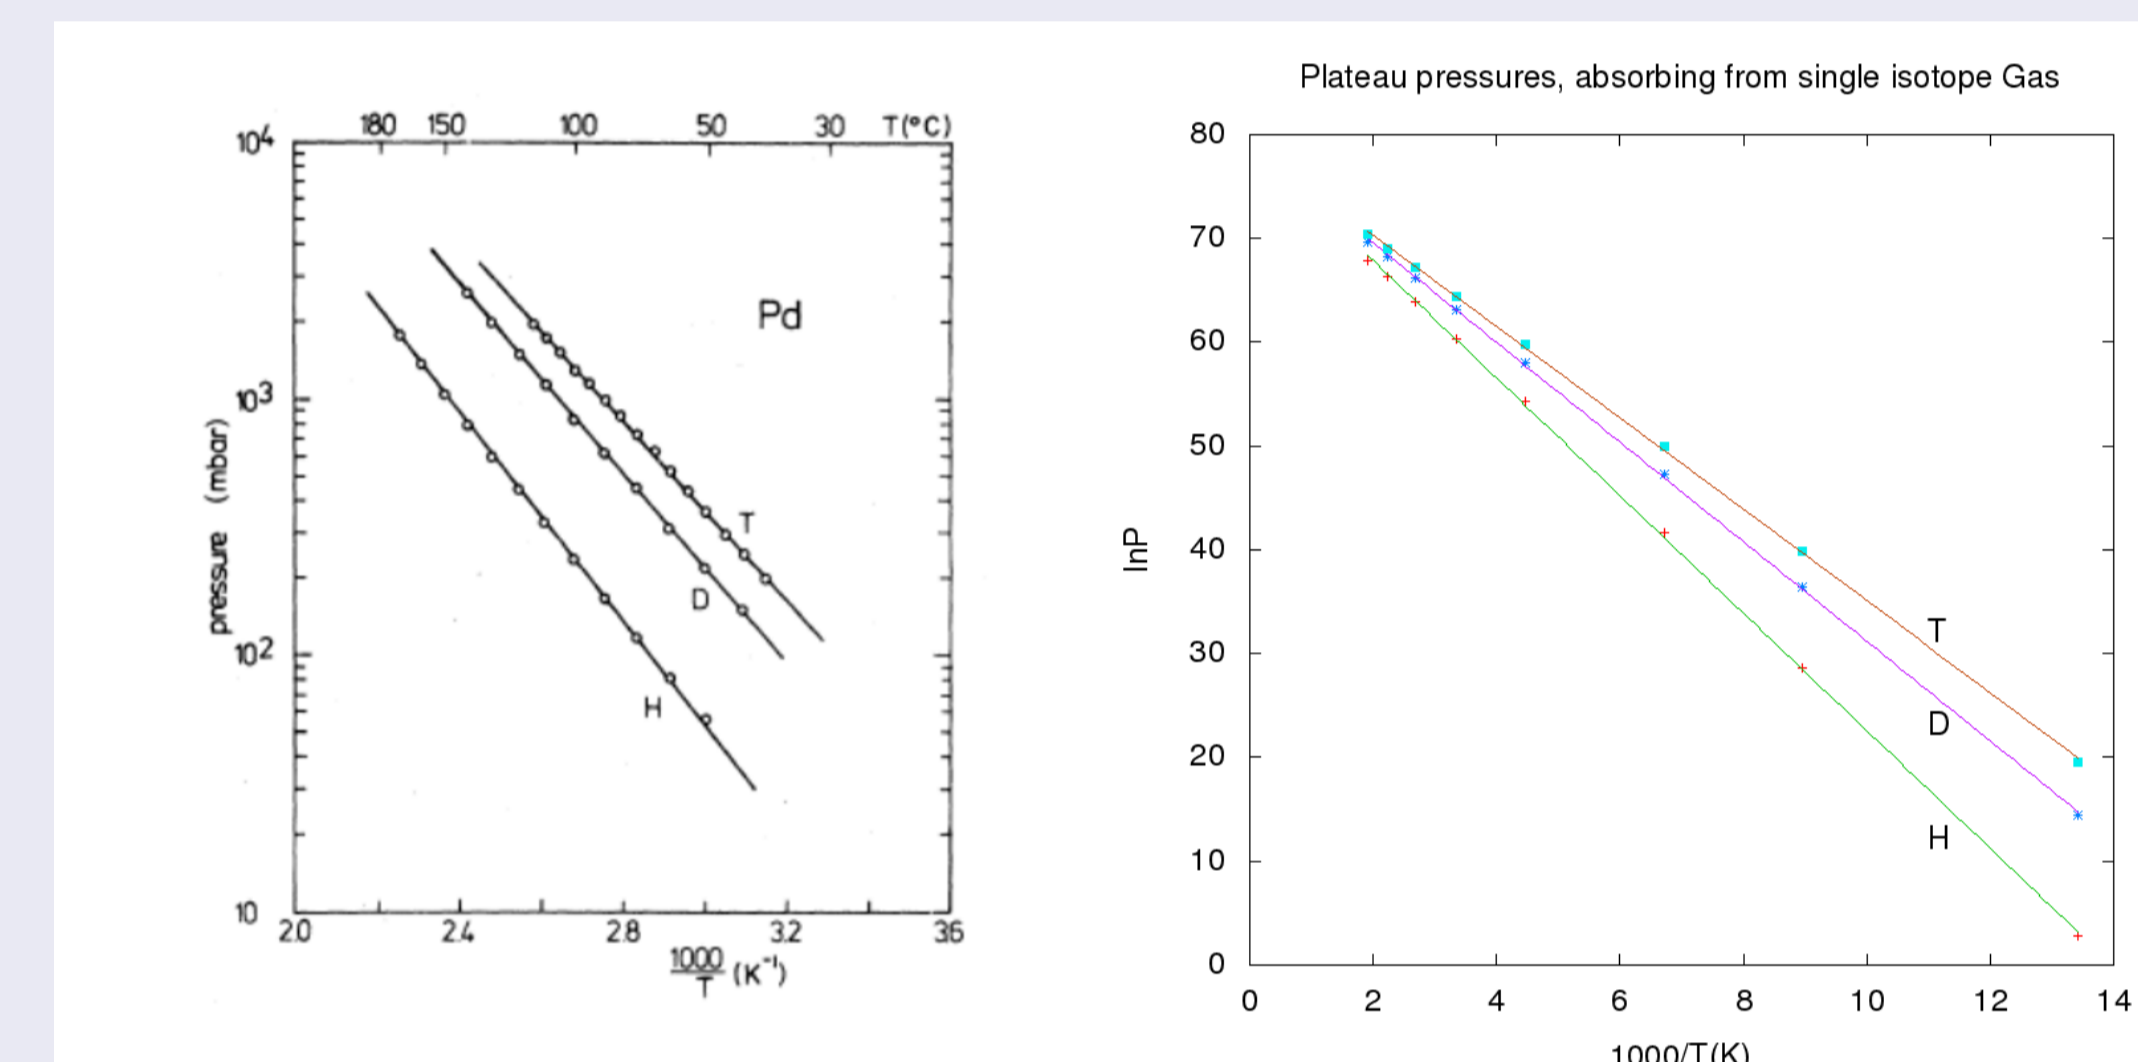 180 150 100 50 30 T(°C)
10⁴
10³
10²
10
pressure (mbar)
Pd
T
D
H
2.0 2.4 2.8 3.2 3.6
1000
T
(K⁻¹)
Plateau pressures, absorbing from single isotope Gas
80
70
60
50
40
30
20
10
0
lnP
T
D
H
0 2 4 6 8 10 12 14
1000/T(K)